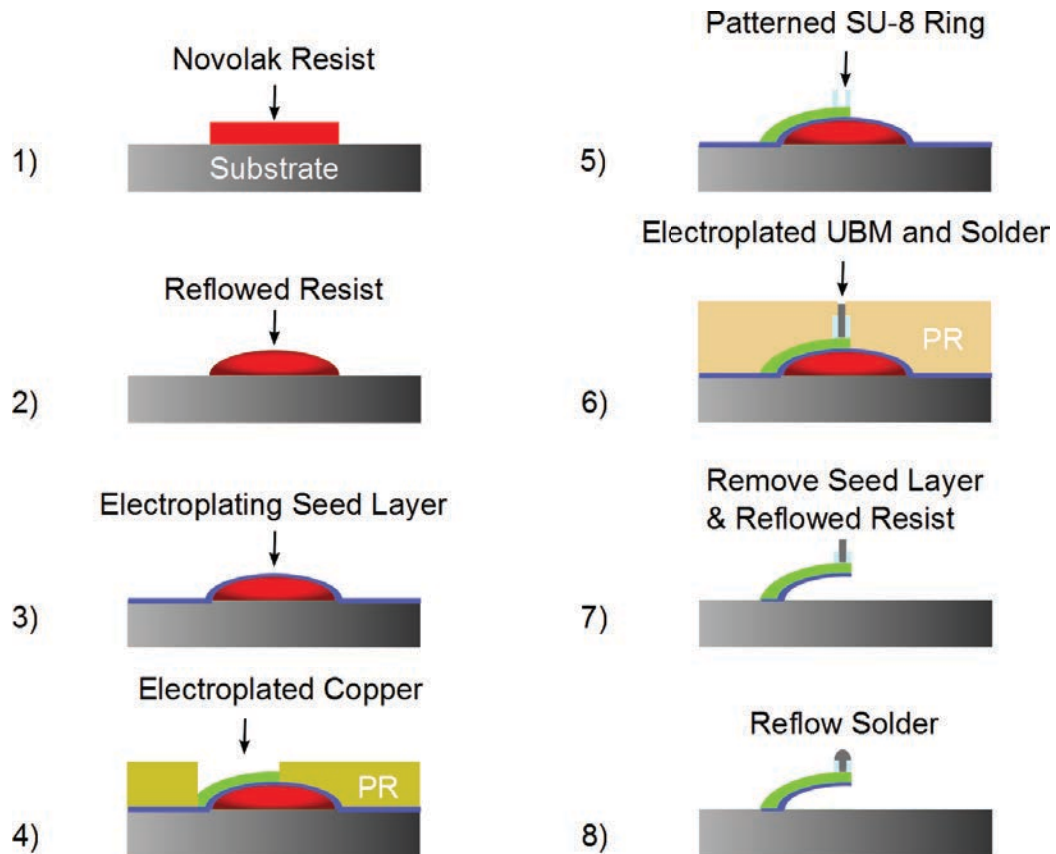 Novolak Resist
1)
Substrate
Reflowed Resist
2)
Electroplating Seed Layer
3)
Electroplated Copper
PR
4)
Patterned SU-8 Ring
5)
Electroplated UBM and Solder
PR
6)
Remove Seed Layer
& Reflowed Resist
7)
Reflow Solder
8)